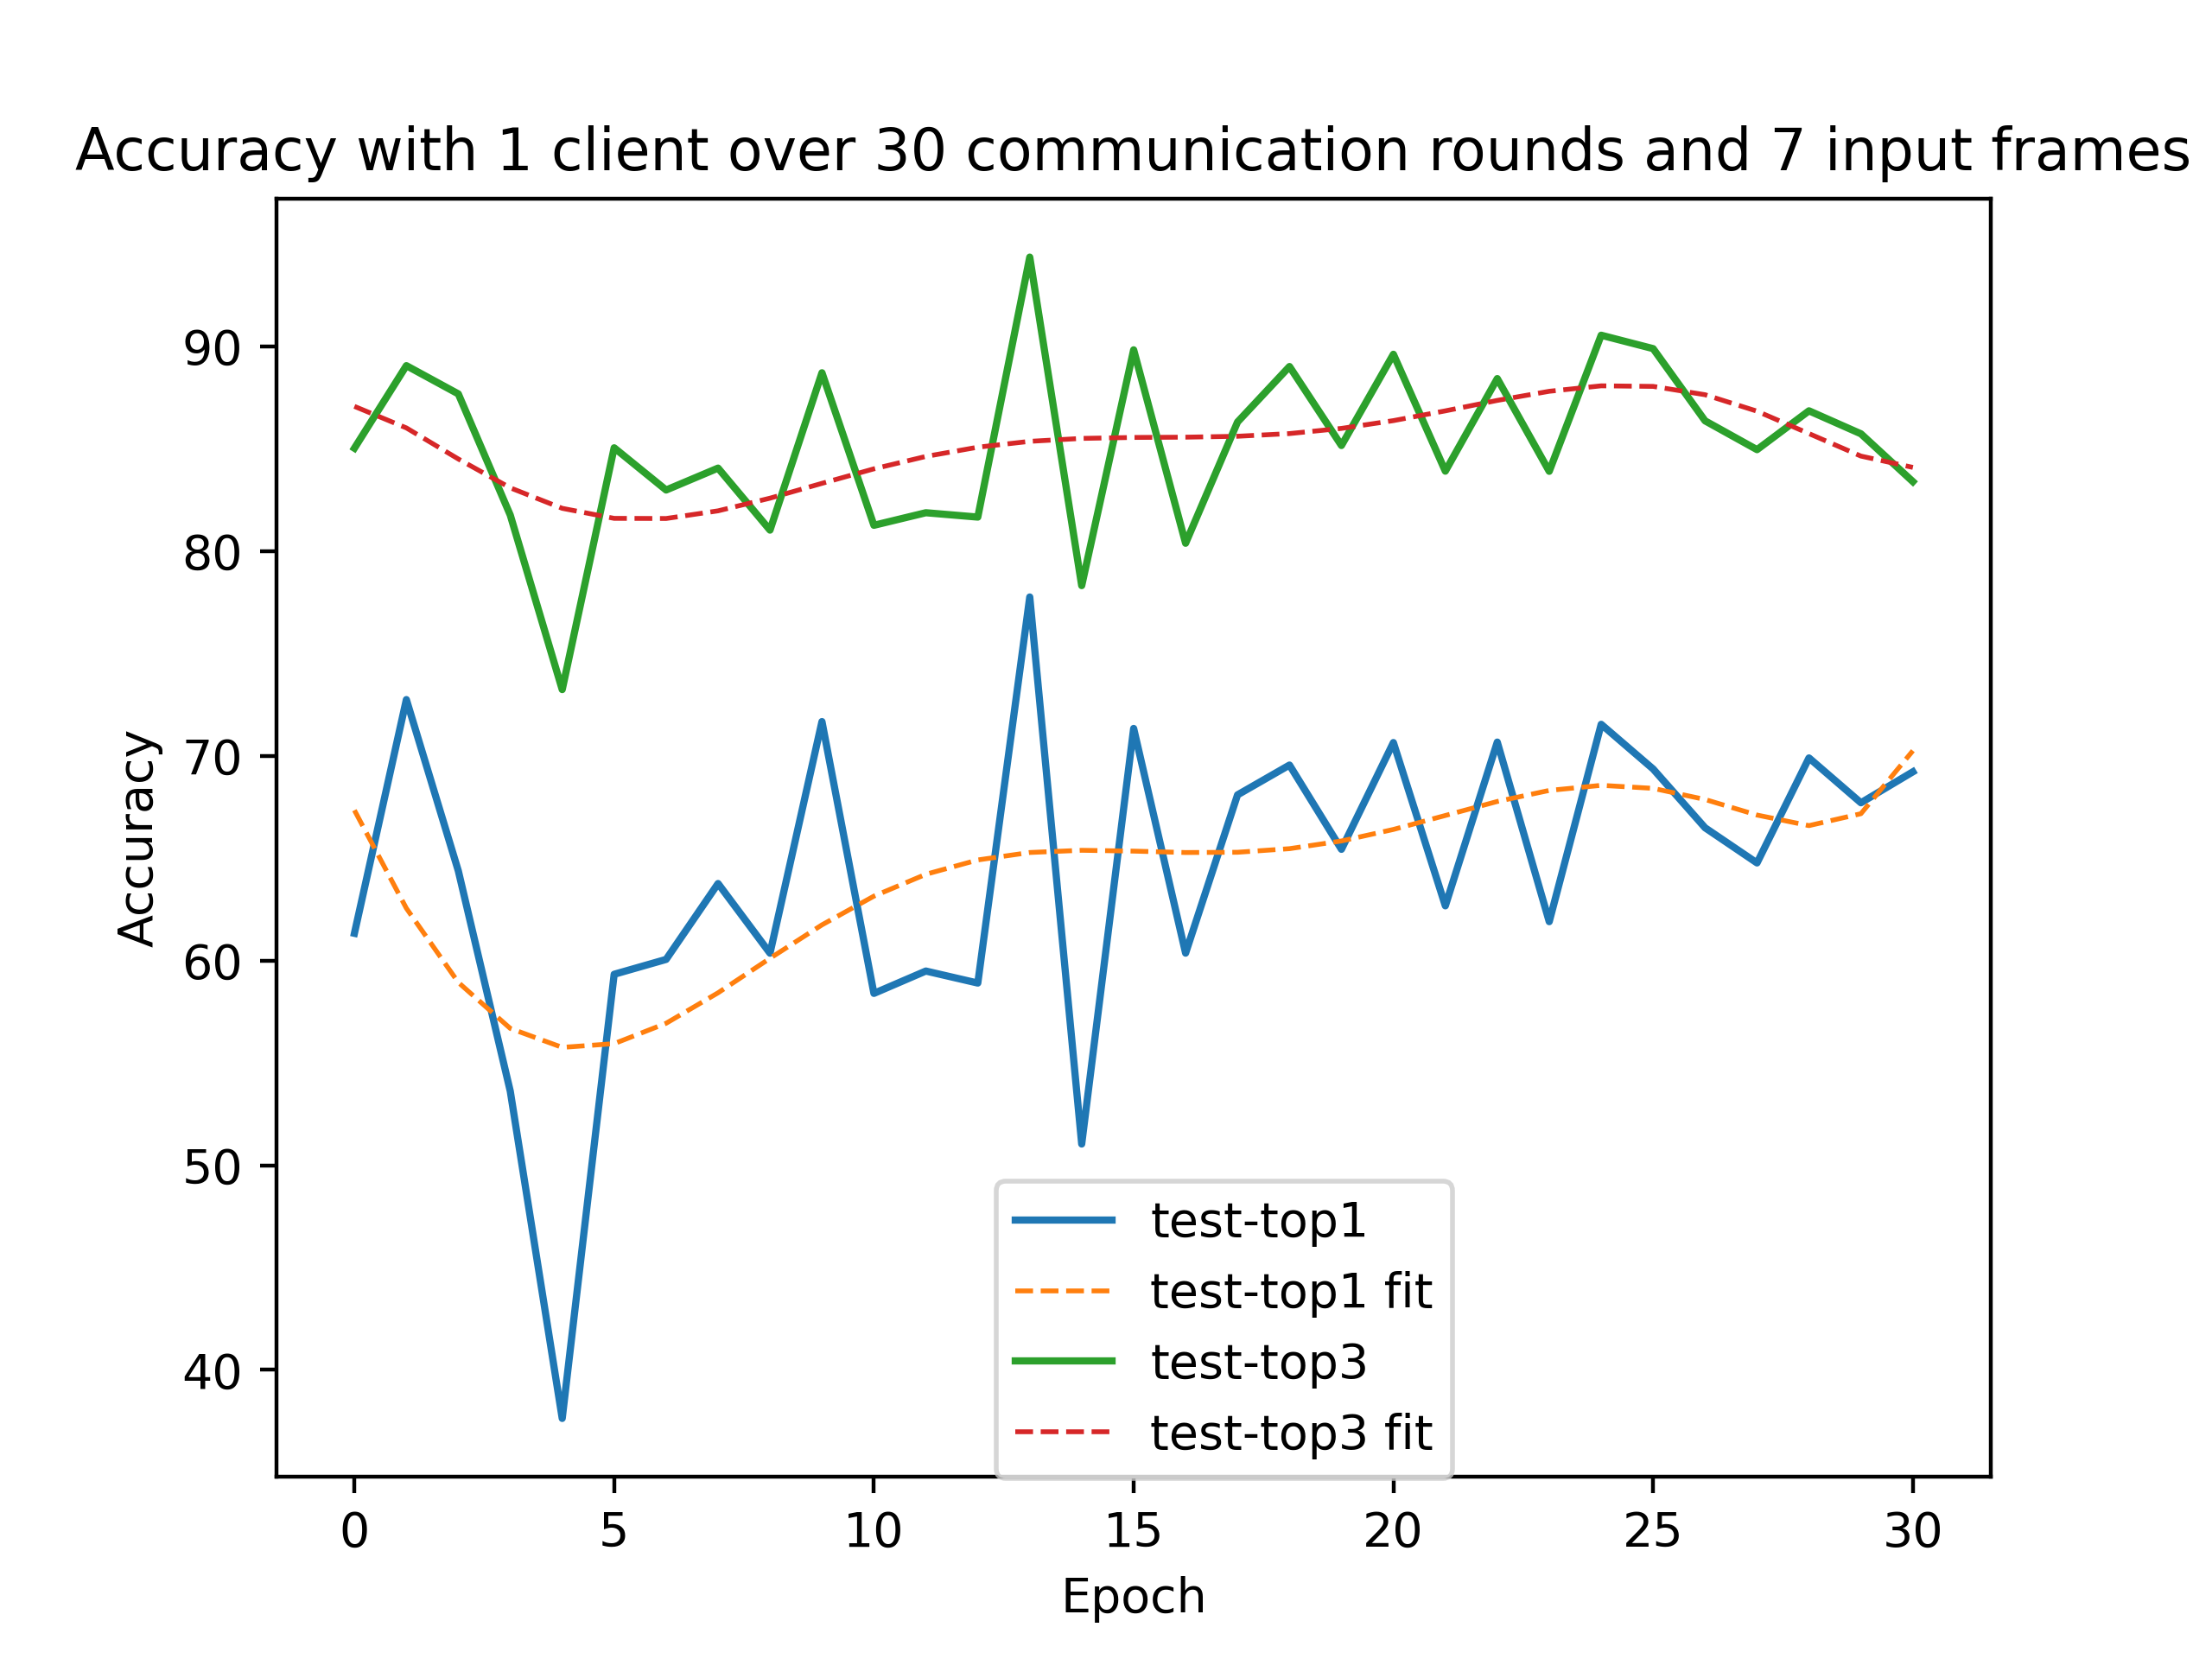 Accuracy with 1 client over 30 communication rounds and 7 input frames
Accuracy
90
80
70
60
50
40
test-top1
test-top1 fit
test-top3
test-top3 fit
0 5 10 15 20 25 30
Epoch